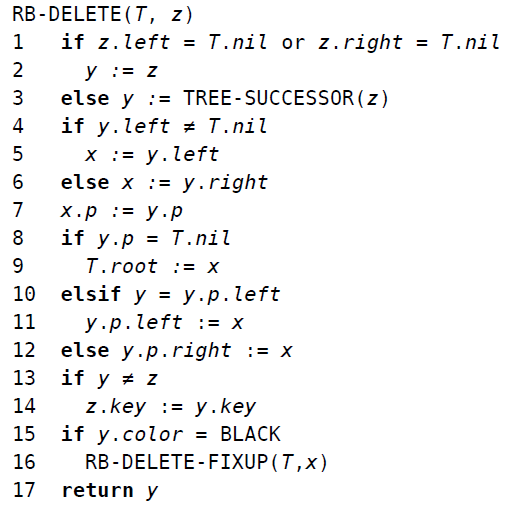 RB-DELETE(T, z)
1 if z.left = T.nil or z.right = T.nil
2 y := z
3 else y := TREE-SUCCESSOR(z)
4 if y.left ≠ T.nil
5 x := y.left
6 else x := y.right
7 x.p := y.p
8 if y.p = T.nil
9 T.root := x
10 elsif y = y.p.left
11 y.p.left := x
12 else y.p.right := x
13 if y ≠ z
14 z.key := y.key
15 if y.color = BLACK
16 RB-DELETE-FIXUP(T,x)
17 return y